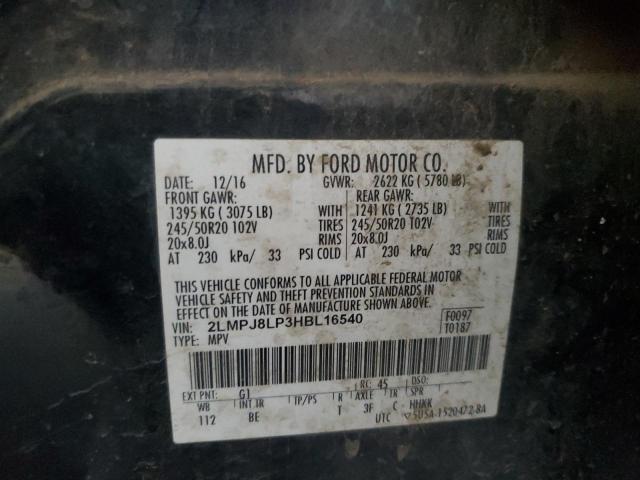 MFD. BY FORD MOTOR CO.
DATE: 12/16 GVWR: 2622 KG ( 5780 LB)
FRONT GAWR: REAR GAWR:
1395 KG ( 3075 LB) WITH 1241 KG ( 2735 LB) WITH
245/50R20 102V TIRES 245/50R20 102V TIRES
20x8.0J RIMS 20x8.0J RIMS
AT 230 kPa/ 33 PSI COLD AT 230 kPa/ 33 PSI COLD
THIS VEHICLE CONFORMS TO ALL APPLICABLE FEDERAL MOTOR
VEHICLE SAFETY AND THEFT PREVENTION STANDARDS IN
EFFECT ON THE DATE OF MANUFACTURE SHOWN ABOVE.
VIN: 2LMPJ8LP3HBL16540 F0097
TYPE: MPV T0187
EXT PNT: G1 RC: 45 DSO:
WB INT TR TP/PS R AXLE TR SPR
112 BE T 3F C HHKK
UTC